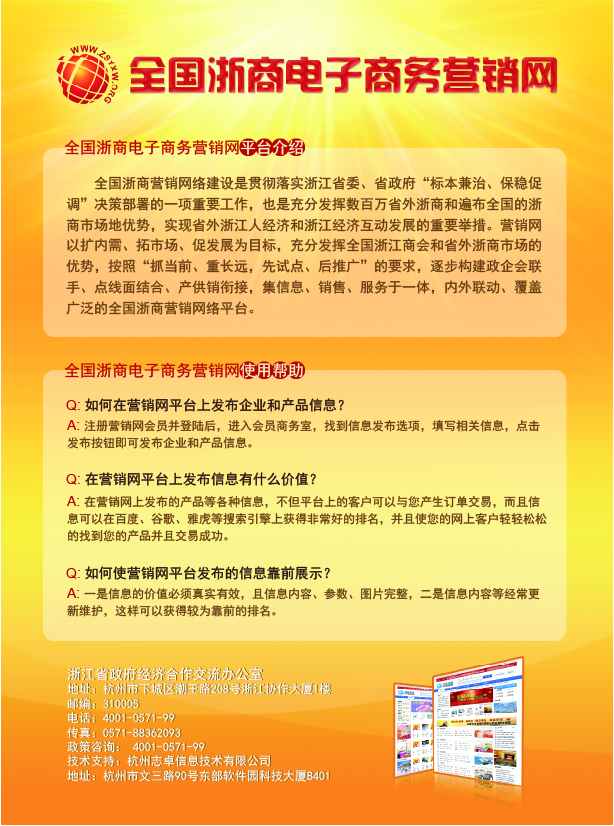 WWW.ZSYXW.ORG
全国浙商电子商务营销网
全国浙商电子商务营销网平台介绍
全国浙商营销网络建设是贯彻落实浙江省委、省政府“标本兼治、保稳促
调”决策部署的一项重要工作，也是充分发挥数百万省外浙商和遍布全国的浙
商市场地优势，实现省外浙江人经济和浙江经济互动发展的重要举措。营销网
以扩内需、拓市场、促发展为目标，充分发挥全国浙江商会和省外浙商市场的
优势，按照“抓当前、重长远，先试点、后推广”的要求，逐步构建政企会联
手、点线面结合、产供销衔接，集信息、销售、服务于一体，内外联动、覆盖
广泛的全国浙商营销网络平台。
全国浙商电子商务营销网使用帮助
Q: 如何在营销网平台上发布企业和产品信息？
A: 注册营销网会员并登陆后，进入会员商务室，找到信息发布选项，填写相关信息，点击
发布按钮即可发布企业和产品信息。
Q: 在营销网平台上发布信息有什么价值？
A: 在营销网上发布的产品等各种信息，不但平台上的客户可以与您产生订单交易，而且信
息可以在百度、谷歌、雅虎等搜索引擎上获得非常好的排名，并且使您的网上客户轻轻松松
的找到您的产品并且交易成功。
Q: 如何使营销网平台发布的信息靠前展示？
A: 一是信息的价值必须真实有效，且信息内容、参数、图片完整，二是信息内容等经常更
新维护，这样可以获得较为靠前的排名。
浙江省政府经济合作交流办公室
地址：杭州市下城区潮王路208号浙江协作大厦1楼
邮编：310005
电话：4001-0571-99
传真：0571-88362093
政策咨询： 4001-0571-99
技术支持：杭州志卓信息技术有限公司
地址：杭州市文三路90号东部软件园科技大厦B401